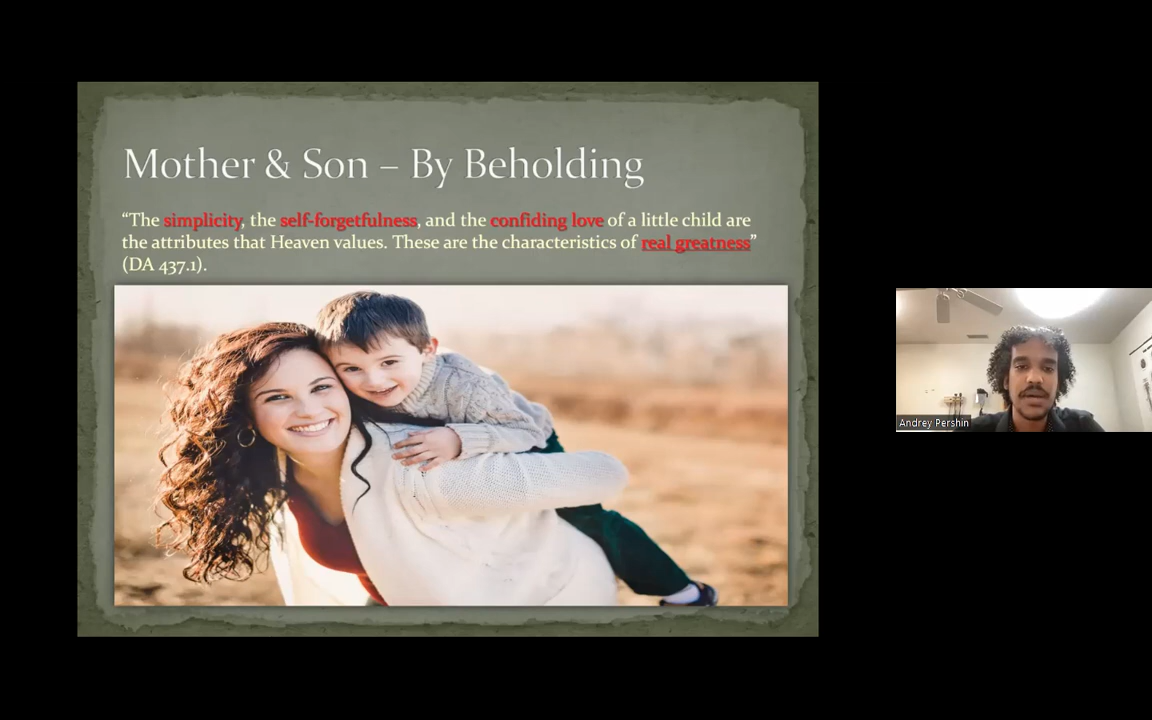 Mother & Son – By Beholding
“The simplicity, the self-forgetfulness, and the confiding love of a little child are
the attributes that Heaven values. These are the characteristics of real greatness”
(DA 437.1).
Andrey Pershin